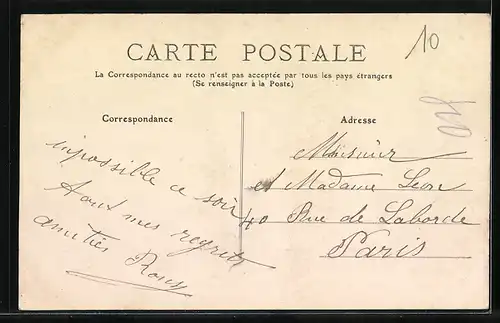 10
CARTE POSTALE
La Correspondance au recto n'est pas acceptée par tous les pays étrangers
(Se renseigner à la Poste)
Correspondance
impossible ce soir
tous mes regrets
amitiés
Adresse
Monsieur
et Madame Leon
40 Rue de Laborde
Paris